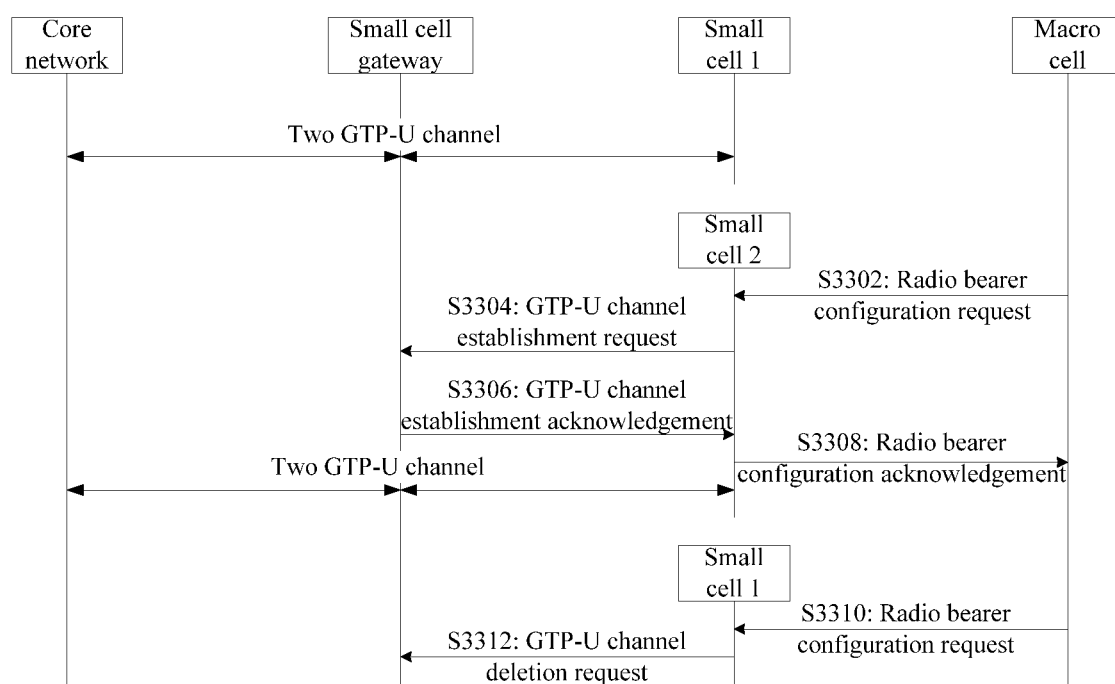 Core
network
Small cell
gateway
Small
cell 1
Macro
cell
Two GTP-U channel
Small
cell 2
S3302: Radio bearer
configuration request
S3304: GTP-U channel
establishment request
S3306: GTP-U channel
establishment acknowledgement
S3308: Radio bearer
configuration acknowledgement
Two GTP-U channel
Small
cell 1
S3310: Radio bearer
configuration request
S3312: GTP-U channel
deletion request